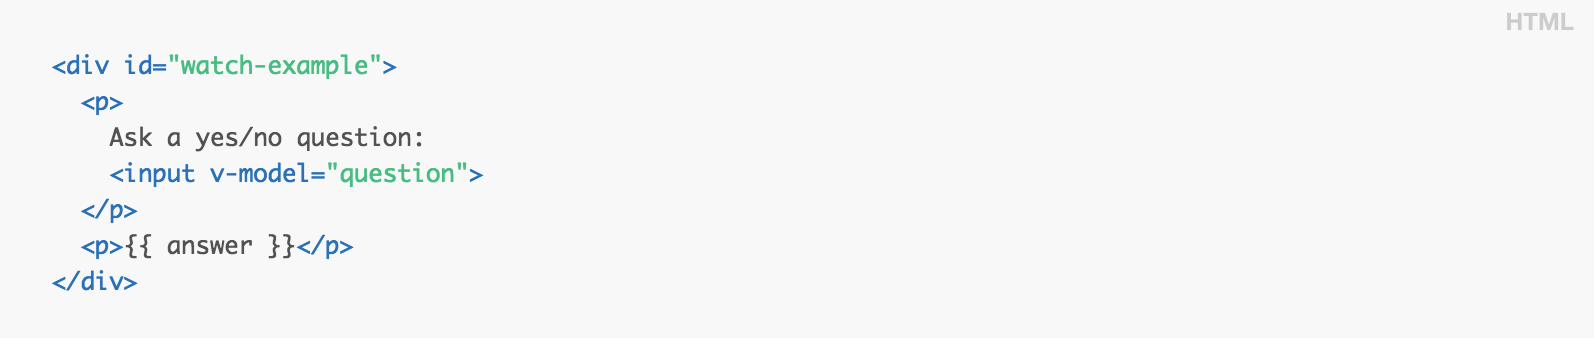 HTML
<div id="watch-example">
  <p>
    Ask a yes/no question:
    <input v-model="question">
  </p>
  <p>{{ answer }}</p>
</div>